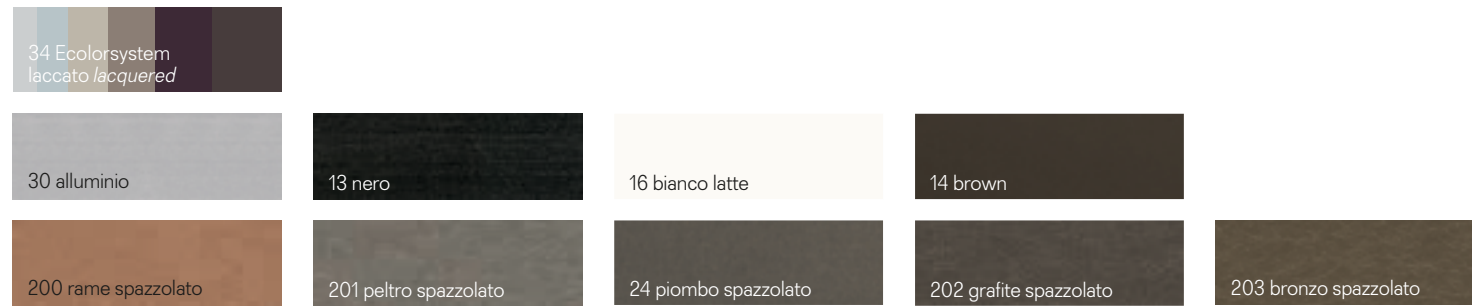 34 Ecolorsystem
laccato lacquered
30 alluminio
13 nero
16 bianco latte
14 brown
200 rame spazzolato
201 peltro spazzolato
24 piombo spazzolato
202 grafite spazzolato
203 bronzo spazzolato